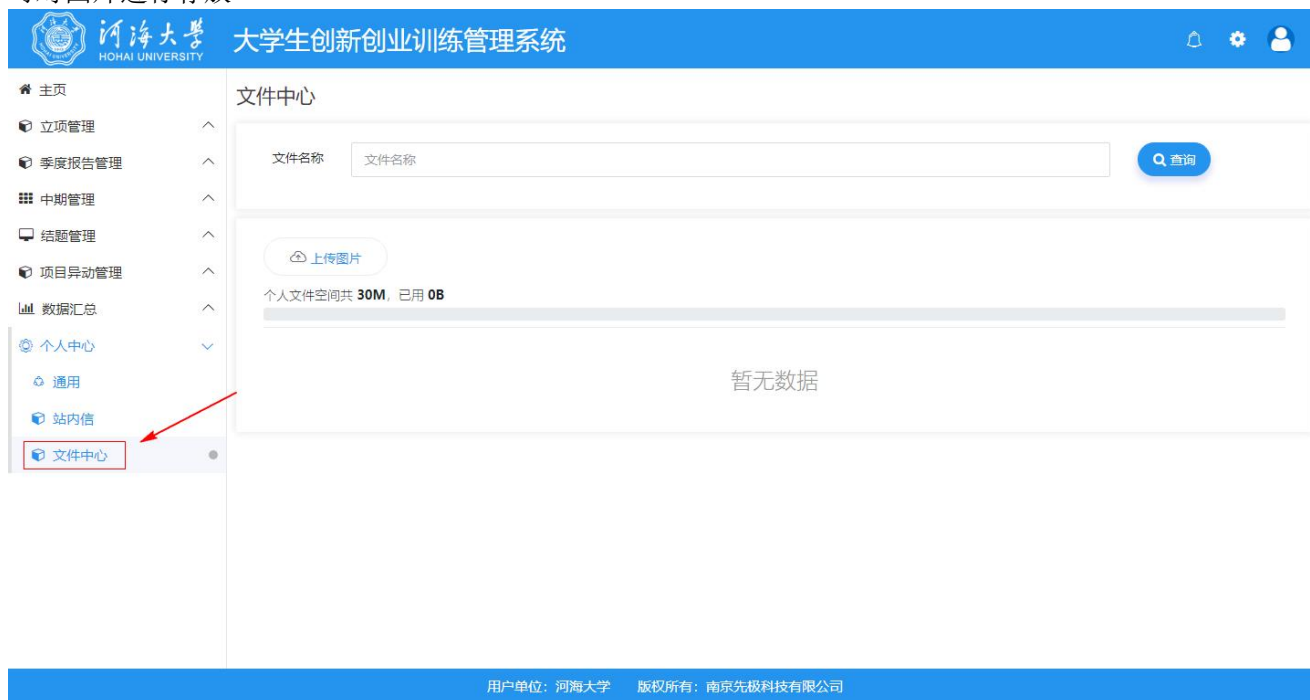 河海大学
HOHAI UNIVERSITY
大学生创新创业训练管理系统
主页
立项管理
季度报告管理
中期管理
结题管理
项目异动管理
数据汇总
个人中心
通用
站内信
文件中心
文件中心
文件名称 文件名称 查询
上传图片
个人文件空间共 30M，已用 0B
暂无数据
用户单位：河海大学 版权所有：南京先极科技有限公司